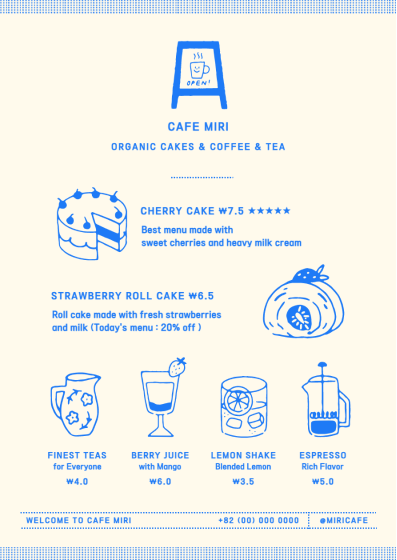 OPEN!
CAFE MIRI
ORGANIC CAKES & COFFEE & TEA
CHERRY CAKE ₩7.5 ★★★★★
Best menu made with
sweet cherries and heavy milk cream
STRAWBERRY ROLL CAKE ₩6.5
Roll cake made with fresh strawberries
and milk (Today's menu : 20% off )
FINEST TEAS
for Everyone
₩4.0
BERRY JUICE
with Mango
₩6.0
LEMON SHAKE
Blended Lemon
₩3.5
ESPRESSO
Rich Flavor
₩5.0
WELCOME TO CAFE MIRI
+82 (00) 000 0000
@MIRICAFE